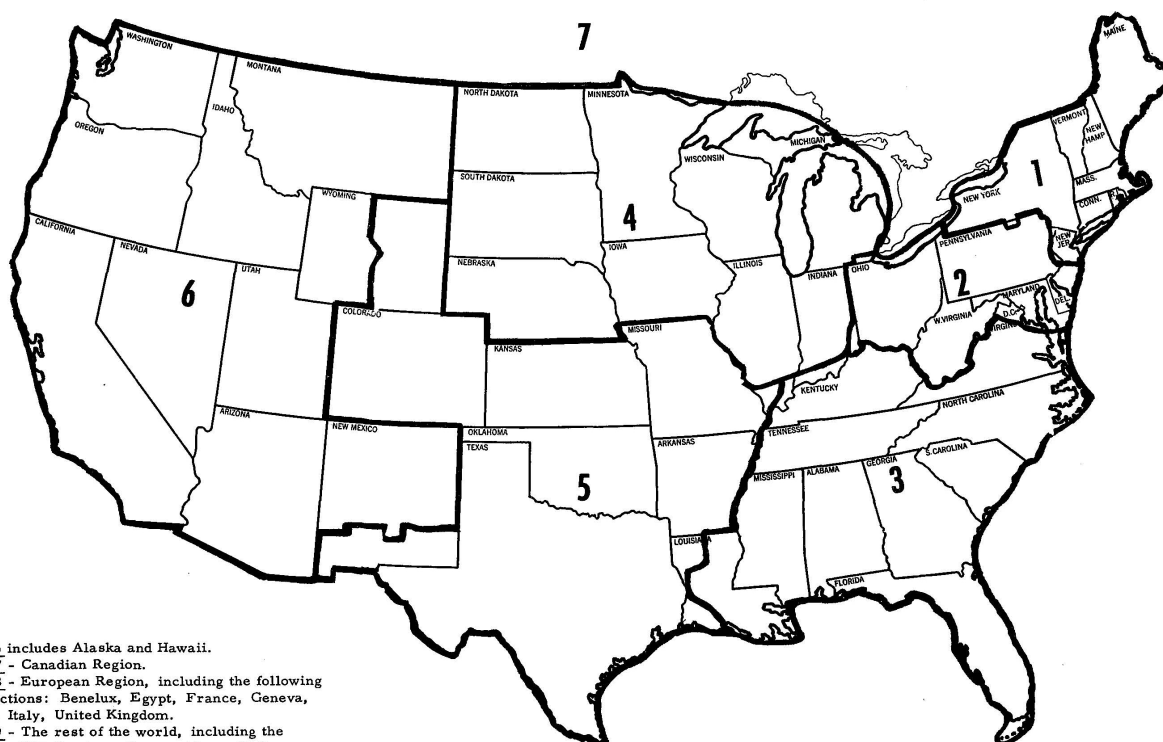 7
WASHINGTON
MONTANA
NORTH DAKOTA
MINNESOTA
MAINE
IDAHO
OREGON
VERMONT
NEW
HAMP
MICHIGAN
WISCONSIN
SOUTH DAKOTA
WYOMING
1
MASS.
NEW YORK
CONN.
R.I.
4
CALIFORNIA
NEVADA
IOWA
PENNSYLVANIA
NEW
JER
UTAH
NEBRASKA
ILLINOIS
INDIANA
OHIO
6
2
MARYLAND
DEL.
COLORADO
W. VIRGINIA
D.C.
VIRGINIA
MISSOURI
KANSAS
KENTUCKY
NORTH CAROLINA
ARIZONA
NEW MEXICO
OKLAHOMA
TENNESSEE
TEXAS
ARKANSAS
S. CAROLINA
GEORGIA
MISSISSIPPI
ALABAMA
5
3
LOUISIANA
FLORIDA
includes Alaska and Hawaii.
- Canadian Region.
- European Region, including the following
ctions: Benelux, Egypt, France, Geneva,
Italy, United Kingdom.
- The rest of the world, including the